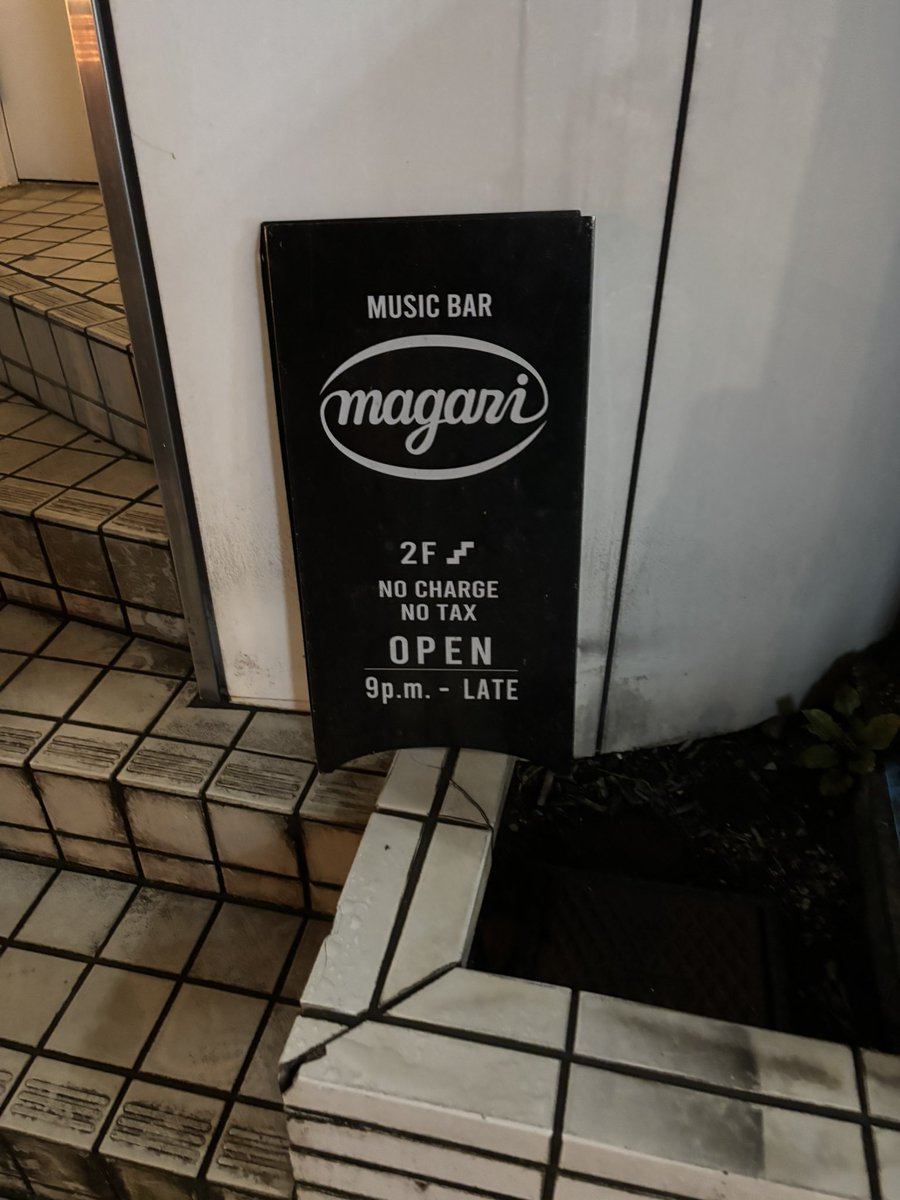 MUSIC BAR
magari
2F
NO CHARGE
NO TAX
OPEN
9p.m. - LATE